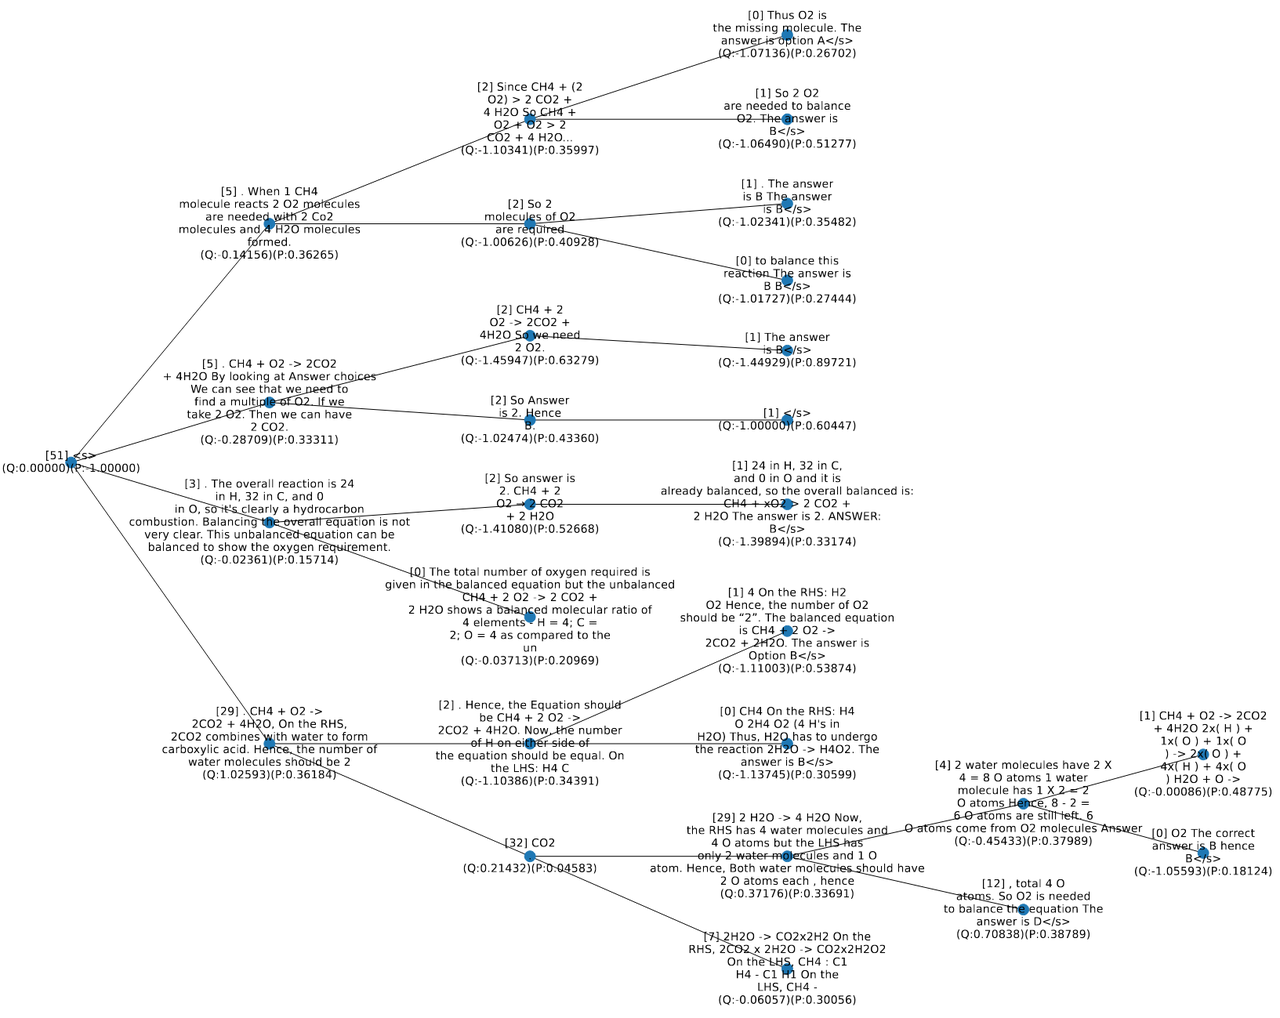 [51] <s>
(Q:0.00000)(P:-1.00000)
[5] . When 1 CH4
molecule reacts 2 O2 molecules
are needed with 2 Co2
molecules and 4 H2O molecules
formed.
(Q:-0.14156)(P:0.36265)
[2] Since CH4 + (2
O2) > 2 CO2 +
4 H2O So CH4 +
O2 + O2 > 2
CO2 + 4 H2O...
(Q:-1.10341)(P:0.35997)
[0] Thus O2 is
the missing molecule. The
answer is option A</s>
(Q:-1.07136)(P:0.26702)
[1] So 2 O2
are needed to balance
O2. The answer is
B</s>
(Q:-1.06490)(P:0.51277)
[2] So 2
molecules of O2
are required
(Q:-1.00626)(P:0.40928)
[1] . The answer
is B The answer
is B</s>
(Q:-1.02341)(P:0.35482)
[0] to balance this
reaction The answer is
B B</s>
(Q:-1.01727)(P:0.27444)
[5] . CH4 + O2 -> 2CO2
+ 4H2O By looking at Answer choices
We can see that we need to
find a multiple of O2. If we
take 2 O2. Then we can have
2 CO2.
(Q:-0.28709)(P:0.33311)
[2] CH4 + 2
O2 -> 2CO2 +
4H2O So we need
2 O2.
(Q:-1.45947)(P:0.63279)
[1] The answer
is B</s>
(Q:-1.44929)(P:0.89721)
[2] So Answer
is 2. Hence
B.
(Q:-1.02474)(P:0.43360)
[1] </s>
(Q:-1.00000)(P:0.60447)
[3] . The overall reaction is 24
in H, 32 in C, and 0
in O, so it's clearly a hydrocarbon
combustion. Balancing the overall equation is not
very clear. This unbalanced equation can be
balanced to show the oxygen requirement.
(Q:-0.02361)(P:0.15714)
[2] So answer is
2. CH4 + 2
O2 -> 2 CO2
+ 2 H2O
(Q:-1.41080)(P:0.52668)
[1] 24 in H, 32 in C,
and 0 in O and it is
already balanced, so the overall balanced is:
CH4 + xO2 > 2 CO2 +
2 H2O The answer is 2. ANSWER:
B</s>
(Q:-1.39894)(P:0.33174)
[0] The total number of oxygen required is
given in the balanced equation but the unbalanced
CH4 + 2 O2 -> 2 CO2 +
2 H2O shows a balanced molecular ratio of
4 elements - H = 4; C =
2; O = 4 as compared to the
un
(Q:-0.03713)(P:0.20969)
[29] . CH4 + O2 ->
2CO2 + 4H2O, On the RHS,
2CO2 combines with water to form
carboxylic acid. Hence, the number of
water molecules should be 2
(Q:1.02593)(P:0.36184)
[2] . Hence, the Equation should
be CH4 + 2 O2 ->
2CO2 + 4H2O. Now, the number
of H on either side of
the equation should be equal. On
the LHS: H4 C
(Q:-1.10386)(P:0.34391)
[1] 4 On the RHS: H2
O2 Hence, the number of O2
should be “2”. The balanced equation
is CH4 + 2 O2 ->
2CO2 + 2H2O. The answer is
Option B</s>
(Q:-1.11003)(P:0.53874)
[0] CH4 On the RHS: H4
O 2H4 O2 (4 H's in
H2O) Thus, H2O has to undergo
the reaction 2H2O -> H4O2. The
answer is B</s>
(Q:-1.13745)(P:0.30599)
[32] CO2
(Q:0.21432)(P:0.04583)
[29] 2 H2O -> 4 H2O Now,
the RHS has 4 water molecules and
4 O atoms but the LHS has
only 2 water molecules and 1 O
atom. Hence, Both water molecules should have
2 O atoms each , hence
(Q:0.37176)(P:0.33691)
[4] 2 water molecules have 2 X
4 = 8 O atoms 1 water
molecule has 1 X 2 = 2
O atoms Hence, 8 - 2 =
6 O atoms are still left. 6
O atoms come from O2 molecules Answer
(Q:-0.45433)(P:0.37989)
[1] CH4 + O2 -> 2CO2
+ 4H2O 2x( H ) +
1x( O ) + 1x( O
) -> 2x( O ) +
4x( H ) + 4x( O
) H2O + O ->
(Q:-0.00086)(P:0.48775)
[0] O2 The correct
answer is B hence
B</s>
(Q:-1.05593)(P:0.18124)
[12] , total 4 O
atoms. So O2 is needed
to balance the equation The
answer is D</s>
(Q:0.70838)(P:0.38789)
[7] 2H2O -> CO2x2H2 On the
RHS, 2CO2 x 2H2O -> CO2x2H2O2
On the LHS, CH4 : C1
H4 - C1 H1 On the
LHS, CH4 -
(Q:-0.06057)(P:0.30056)